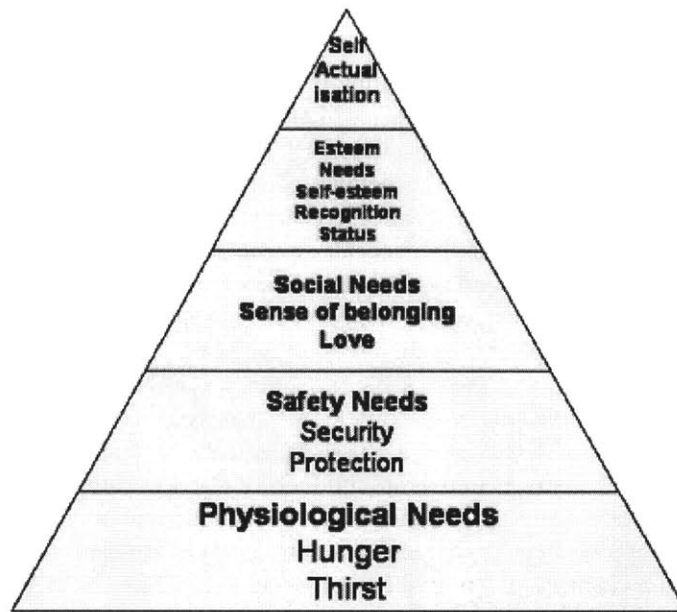 Self
Actual
isation
Esteem
Needs
Self-esteem
Recognition
Status
Social Needs
Sense of belonging
Love
Safety Needs
Security
Protection
Physiological Needs
Hunger
Thirst